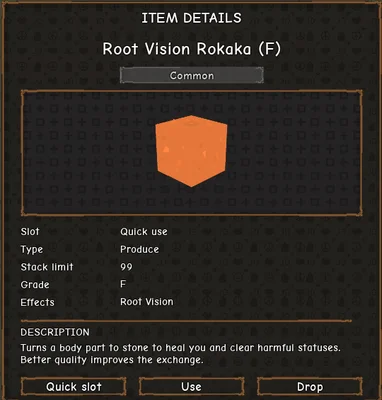 ITEM DETAILS
Root Vision Rokaka (F)
Common
Slot Quick use
Type Produce
Stack limit 99
Grade F
Effects Root Vision
DESCRIPTION
Turns a body part to stone to heal you and clear harmful statuses.
Better quality improves the exchange.
Quick slot Use Drop